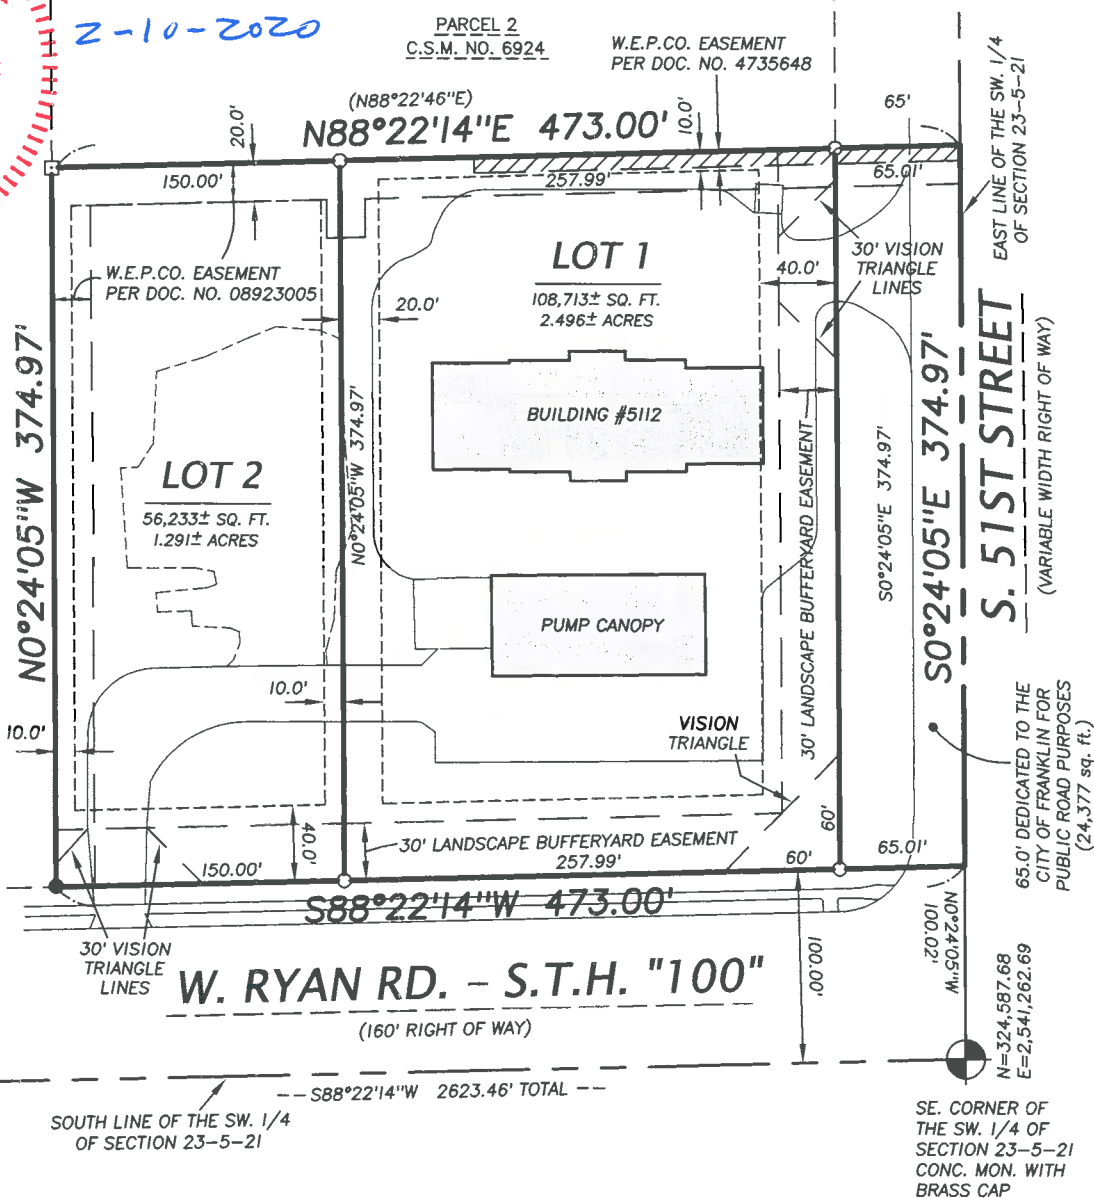 2-10-2020
PARCEL 2
C.S.M. NO. 6924
W.E.P.CO. EASEMENT
PER DOC. NO. 4735648
(N88°22'46"E)
N88°22'14"E 473.00'
20.0'
10.0'
65'
EAST LINE OF THE SW. 1/4
OF SECTION 23-5-21
150.00'
257.99'
65.01'
W.E.P.CO. EASEMENT
PER DOC. NO. 08923005
LOT 1
108,713± SQ. FT.
2.496± ACRES
20.0'
40.0'
30' VISION
TRIANGLE
LINES
BUILDING #5112
N0°24'05"W 374.97'
LOT 2
56,233± SQ. FT.
1.291± ACRES
N0°24'05"W 374.97'
30' LANDSCAPE BUFFERYARD EASEMENT
S0°24'05"E 374.97'
S0°24'05"E 374.97'
S. 51ST STREET
(VARIABLE WIDTH RIGHT OF WAY)
PUMP CANOPY
10.0'
10.0'
VISION
TRIANGLE
65.0' DEDICATED TO THE
CITY OF FRANKLIN FOR
PUBLIC ROAD PURPOSES
(24,377 sq. ft.)
40.0'
30' LANDSCAPE BUFFERYARD EASEMENT
60'
150.00'
257.99'
60'
65.01'
S88°22'14"W 473.00'
N0°24'05"W
100.02'
30' VISION
TRIANGLE
LINES
W. RYAN RD. - S.T.H. "100"
(160' RIGHT OF WAY)
100.00'
N=324,587.68
E=2,541,262.69
S88°22'14"W 2623.46' TOTAL
SOUTH LINE OF THE SW. 1/4
OF SECTION 23-5-21
SE. CORNER OF
THE SW. 1/4 OF
SECTION 23-5-21
CONC. MON. WITH
BRASS CAP